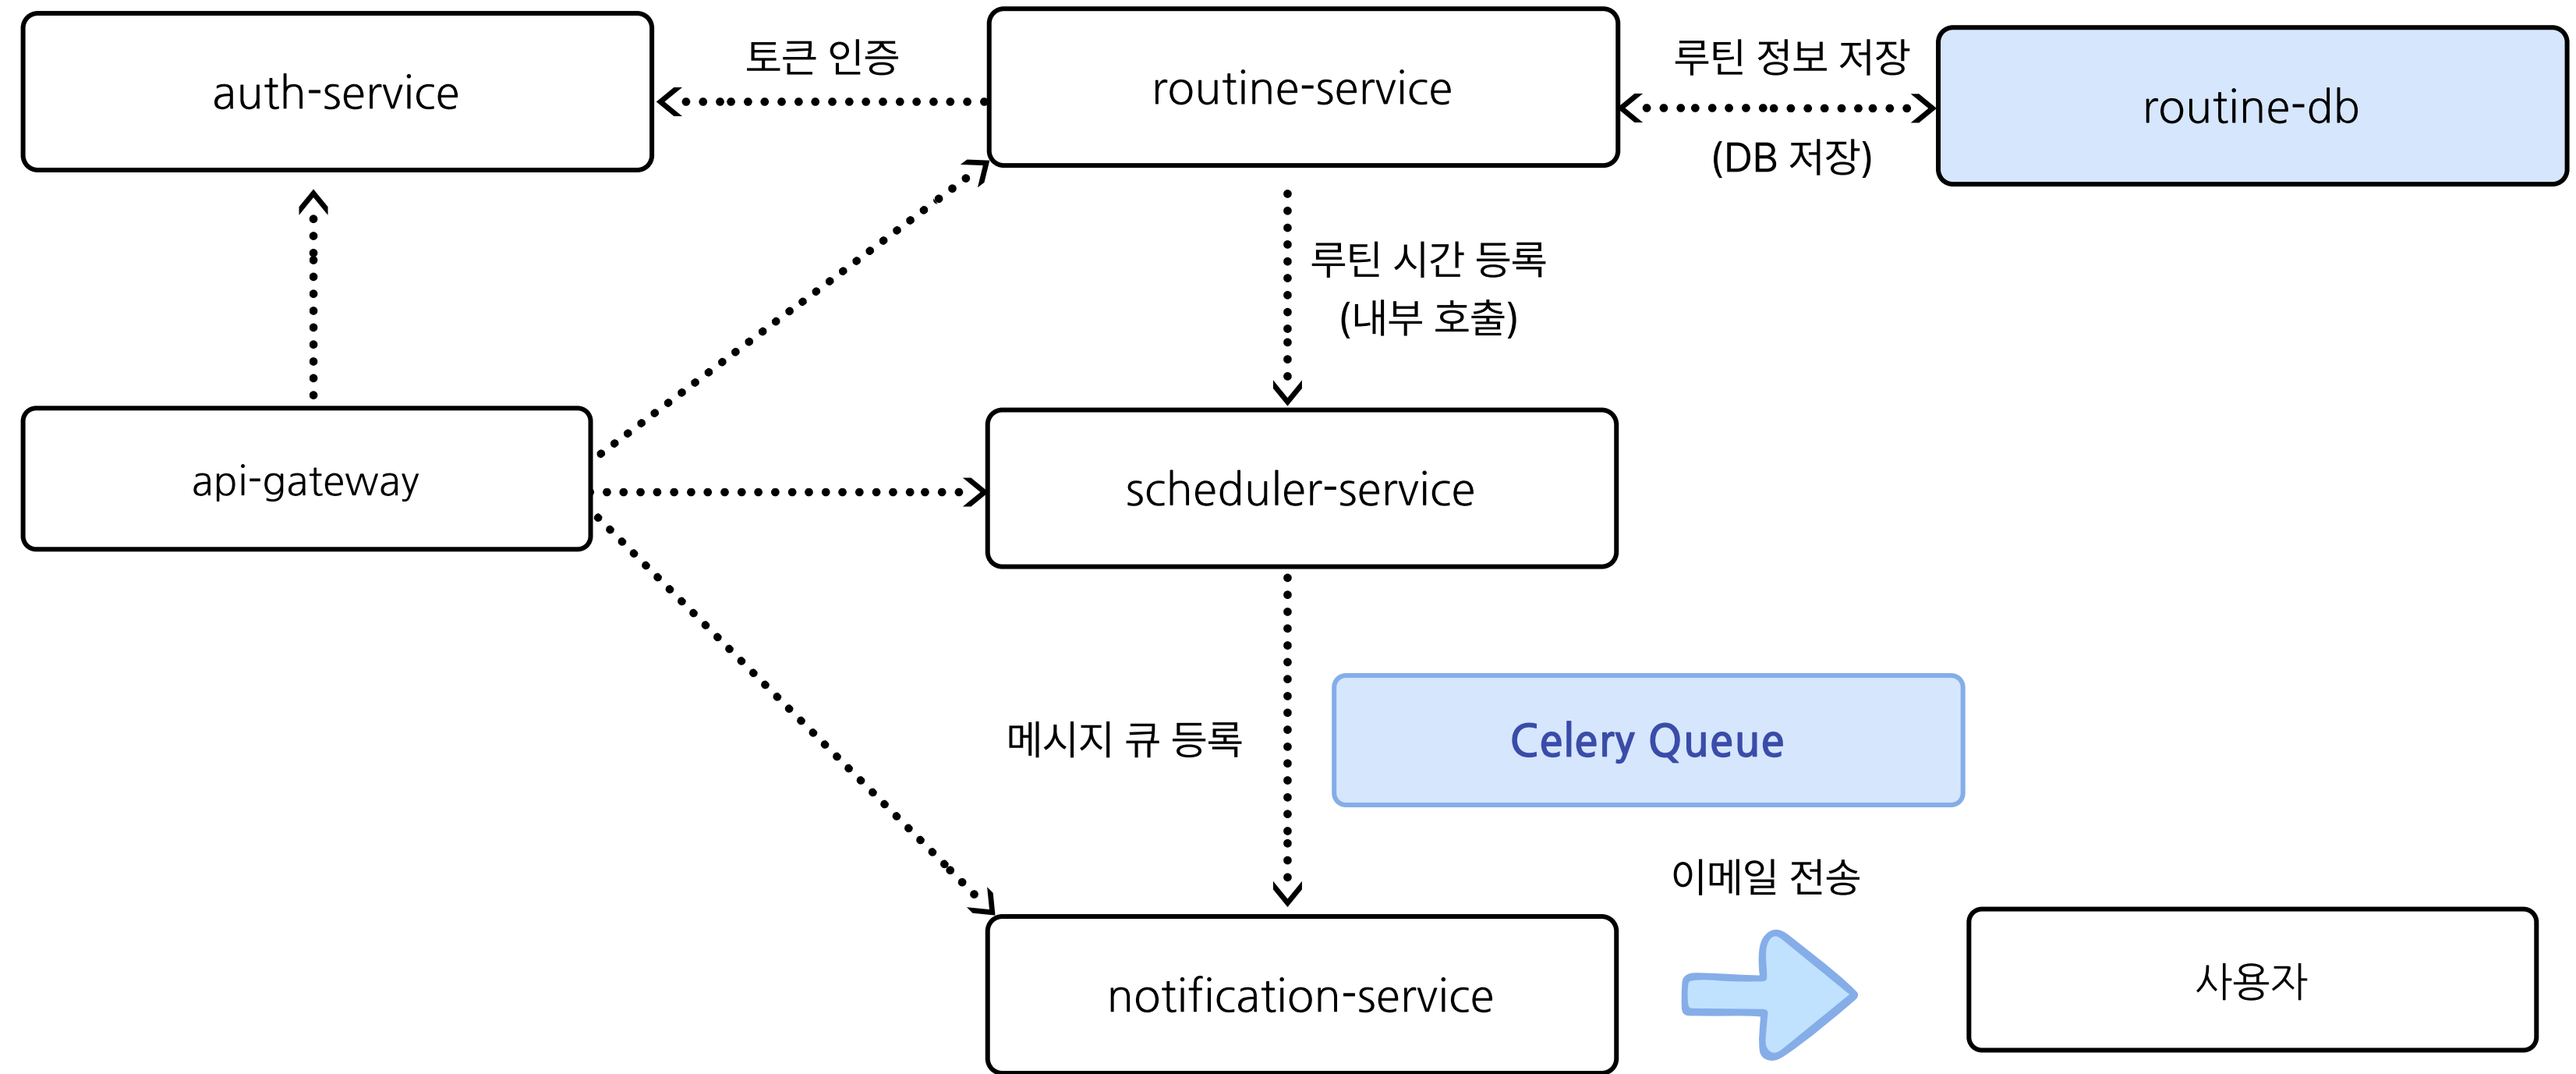 auth-service
토큰 인증
routine-service
루틴 정보 저장
(DB 저장)
routine-db
루틴 시간 등록
(내부 호출)
api-gateway
scheduler-service
메시지 큐 등록
Celery Queue
이메일 전송
notification-service
사용자